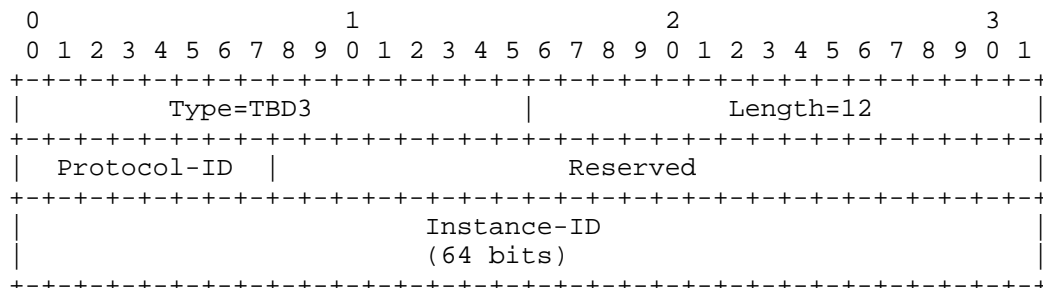 0                   1                   2                   3
 0 1 2 3 4 5 6 7 8 9 0 1 2 3 4 5 6 7 8 9 0 1 2 3 4 5 6 7 8 9 0 1
+-+-+-+-+-+-+-+-+-+-+-+-+-+-+-+-+-+-+-+-+-+-+-+-+-+-+-+-+-+-+-+-+
|         Type=TBD3             |            Length=12          |
+-+-+-+-+-+-+-+-+-+-+-+-+-+-+-+-+-+-+-+-+-+-+-+-+-+-+-+-+-+-+-+-+
|  Protocol-ID  |                  Reserved                     |
+-+-+-+-+-+-+-+-+-+-+-+-+-+-+-+-+-+-+-+-+-+-+-+-+-+-+-+-+-+-+-+-+
|                         Instance-ID                           |
|                         (64 bits)                             |
+-+-+-+-+-+-+-+-+-+-+-+-+-+-+-+-+-+-+-+-+-+-+-+-+-+-+-+-+-+-+-+-+